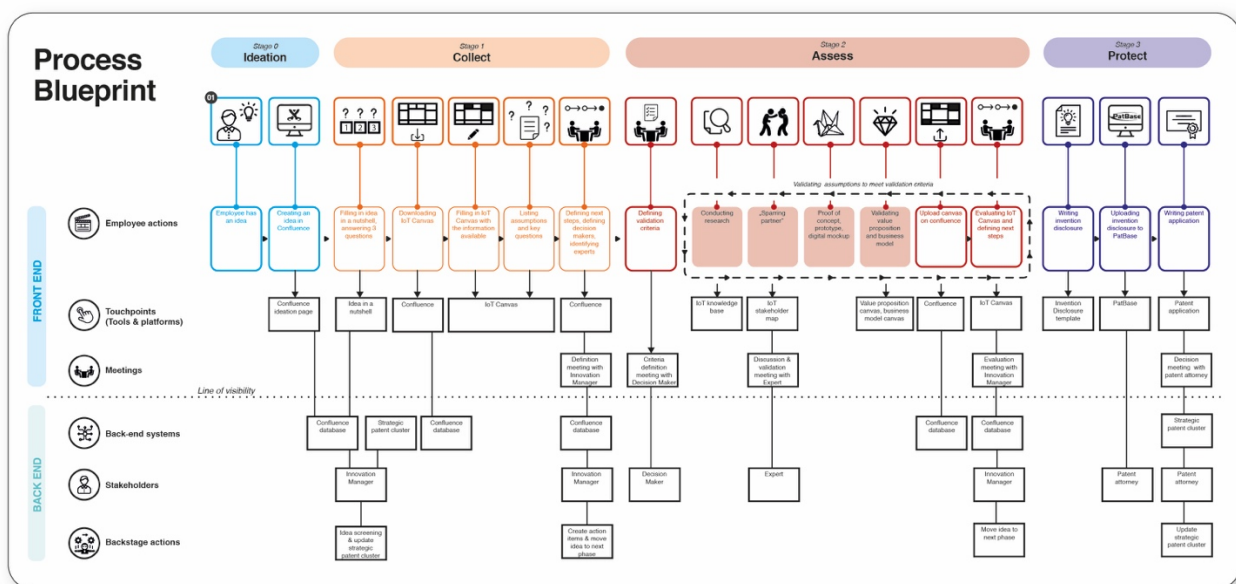 Process
Blueprint
Stage 0
Ideation
Stage 1
Collect
Stage 2
Assess
Stage 3
Protect
01
?
?
?
1
2
3
?
?
?
?
PatBase
Validating assumptions to meet validation criteria
FRONT END
Employee actions
Employee has
an idea
Creating an
idea in
Confluence
Filling in idea
in a nutshell,
answering 3
questions
Downloading
IoT Canvas
Filling in IoT
Canvas with
the information
available
Listing
assumptions
and key
questions
Defining next
steps, defining
decision
makers,
identifying
experts
Defining
validation
criteria
Conducting
research
„Sparring
partner”
Proof of
concept,
prototype,
digital mockup
Validating
value
proposition
and business
model
Upload canvas
on confluence
Evaluating IoT
Canvas and
defining next
steps
Writing
invention
disclosure
Uploading
invention
disclosure to
PatBase
Writing patent
application
Touchpoints
(Tools & platforms)
Confluence
ideation page
Idea in a
nutshell
Confluence
IoT Canvas
Confluence
IoT knowledge
base
IoT
stakeholder
map
Value proposition
canvas, business
model canvas
Confluence
IoT Canvas
Invention
Disclosure
template
PatBase
Patent
application
Meetings
Definition
meeting with
Innovation
Manager
Criteria
definition
meeting with
Decision Maker
Discussion &
validation
meeting with
Expert
Evaluation
meeting with
Innovation
Manager
Decision
meeting with
patent attorney
Line of visibility
BACK END
Back-end systems
Confluence
database
Strategic
patent cluster
Confluence
database
Confluence
database
Confluence
database
Confluence
database
Strategic
patent cluster
Stakeholders
Innovation
Manager
Innovation
Manager
Decision
Maker
Expert
Innovation
Manager
Patent
attorney
Patent
attorney
Backstage actions
Idea screening
& update
strategic
patent cluster
Create action
items & move
idea to next
phase
Move idea to
next phase
Update
strategic
patent cluster